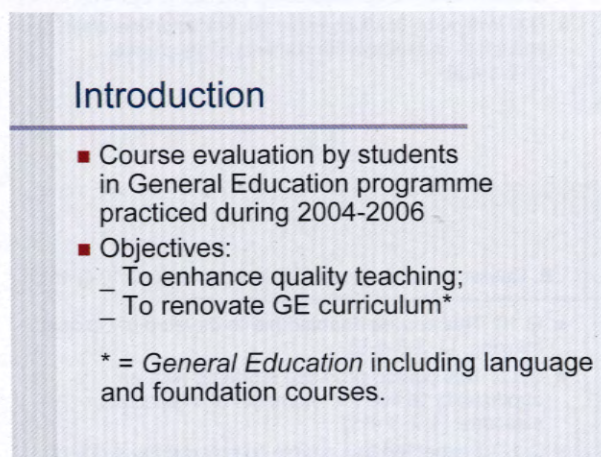 Introduction
Course evaluation by students
in General Education programme
practiced during 2004-2006
Objectives:
_ To enhance quality teaching;
_ To renovate GE curriculum*
* = General Education including language
and foundation courses.